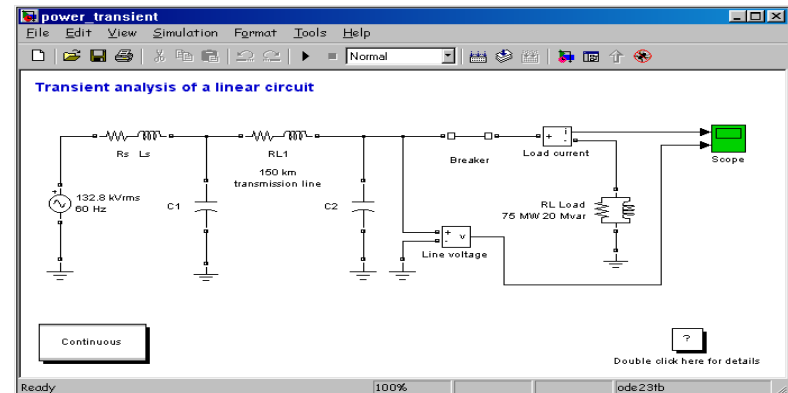 power_transient
File Edit View Simulation Format Tools Help
Normal
Transient analysis of a linear circuit
Rs Ls
RL1
150 km
transmission line
Breaker
i
+
-
Load current
Scope
+
132.8 kVrms
60 Hz
C1
C2
RL Load
75 MW 20 Mvar
+
-
v
Line voltage
Continuous
?
Double click here for details
Ready 100% ode23tb